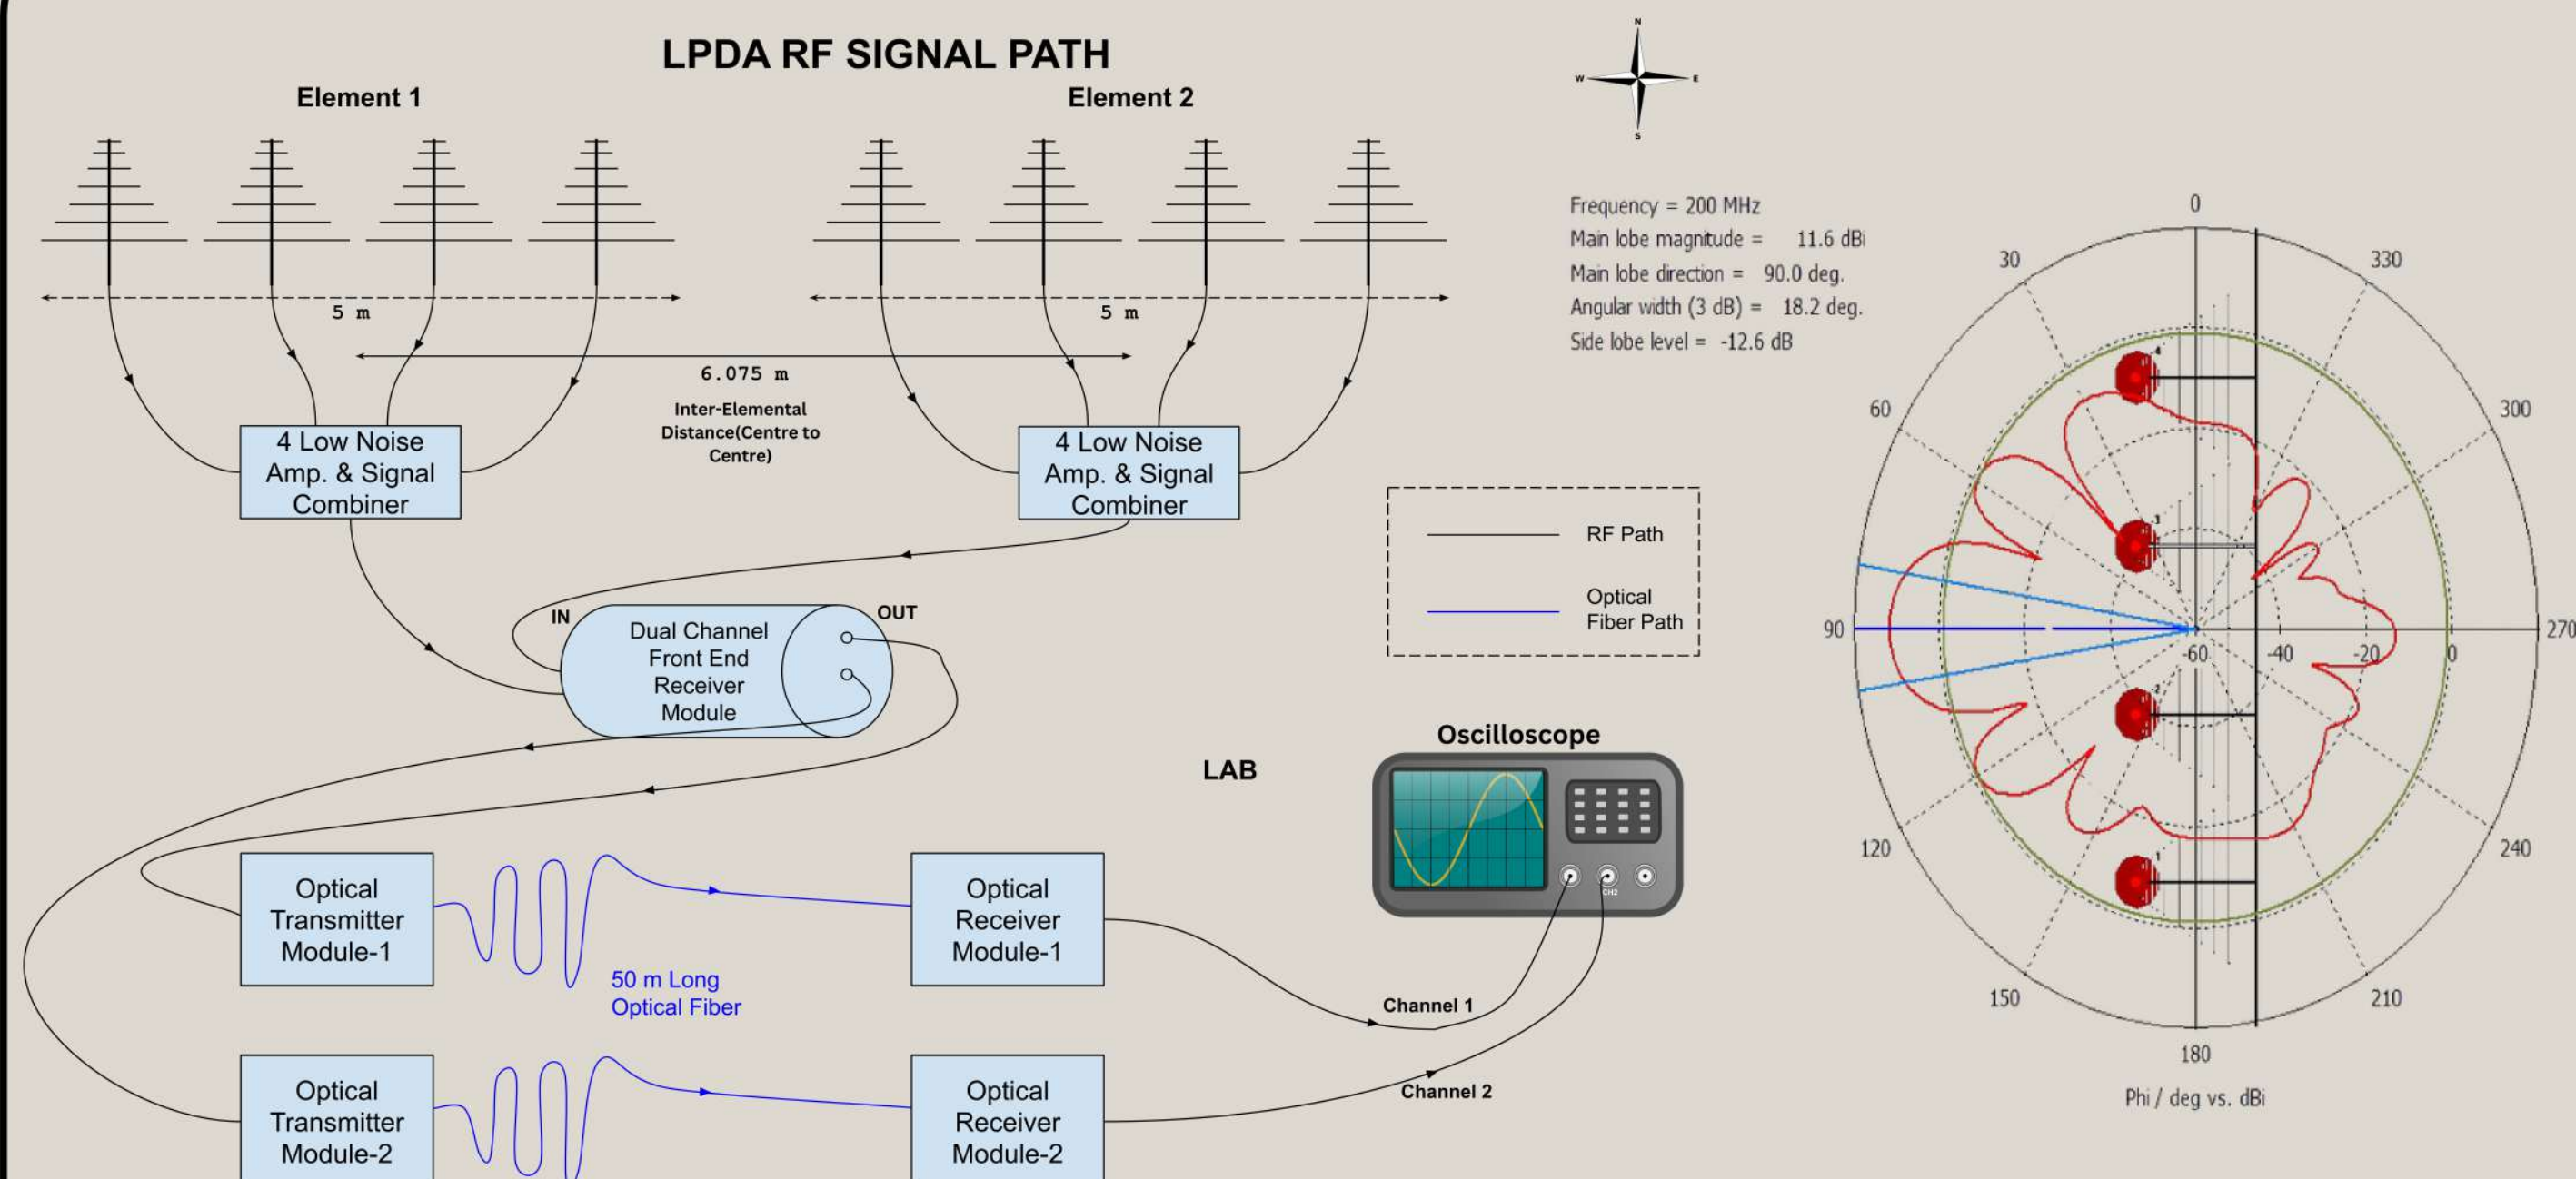 LPDA RF SIGNAL PATH
Element 1
Element 2
5 m
5 m
6.075 m
Inter-Elemental
Distance(Centre to
Centre)
4 Low Noise
Amp. & Signal
Combiner
4 Low Noise
Amp. & Signal
Combiner
IN
OUT
Dual Channel
Front End
Receiver
Module
RF Path
Optical
Fiber Path
LAB
Oscilloscope
CH2
Optical
Transmitter
Module-1
50 m Long
Optical Fiber
Optical
Receiver
Module-1
Channel 1
Optical
Transmitter
Module-2
Optical
Receiver
Module-2
Channel 2
N
W
E
S
Frequency = 200 MHz
Main lobe magnitude = 11.6 dBi
Main lobe direction = 90.0 deg.
Angular width (3 dB) = 18.2 deg.
Side lobe level = -12.6 dB
0
30
330
60
300
90
270
-60
-40
-20
0
120
240
150
210
180
4
3
2
1
Phi / deg vs. dBi